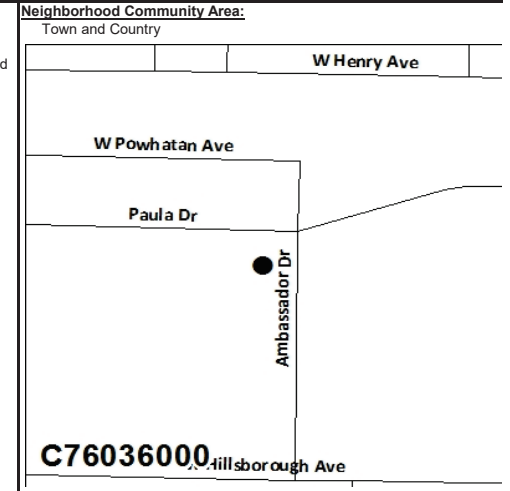 Neighborhood Community Area:
Town and Country
d
W Henry Ave
W Powhatan Ave
Paula Dr
Ambassador Dr
C76036000
Hillsborough Ave